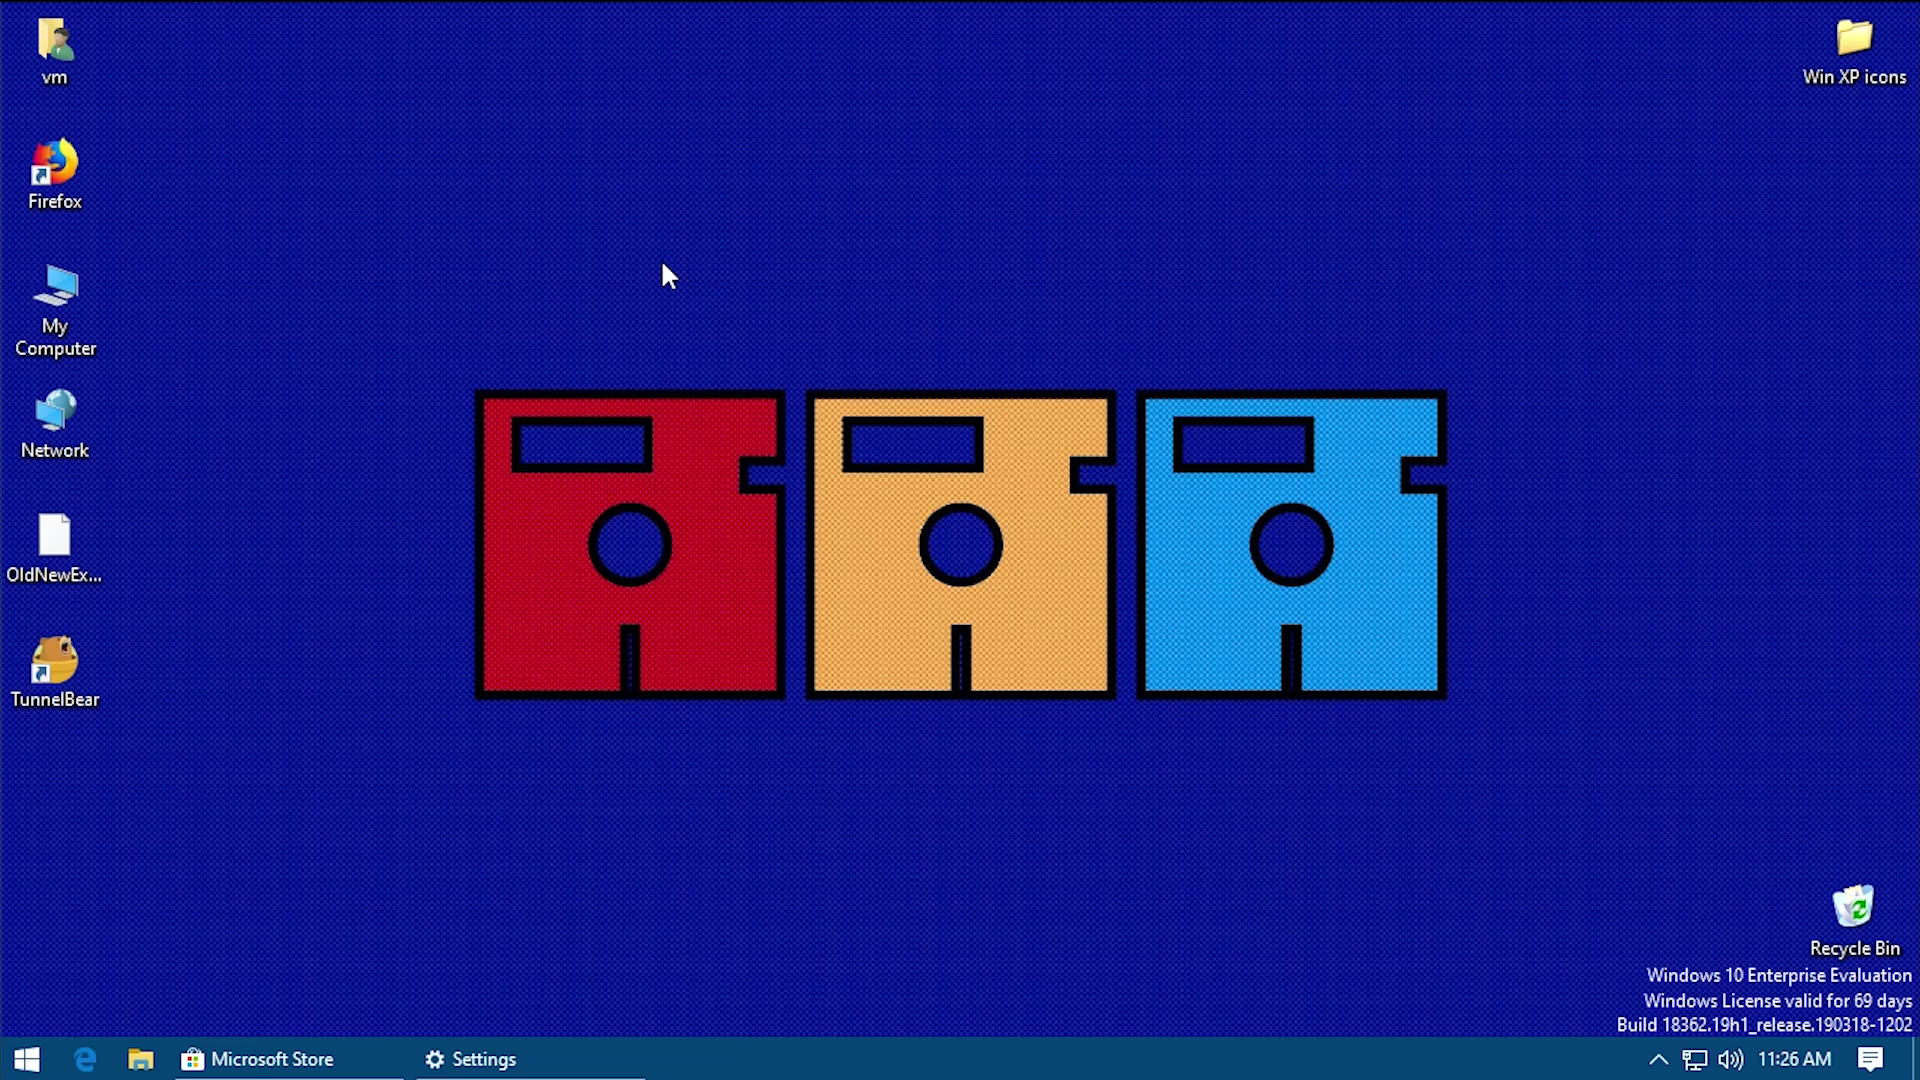 vm
Win XP icons
Firefox
My
Computer
Network
OldNewEx...
TunnelBear
Recycle Bin
Windows 10 Enterprise Evaluation
Windows License valid for 69 days
Build 18362.19h1_release.190318-1202
Microsoft Store
Settings
11:26 AM